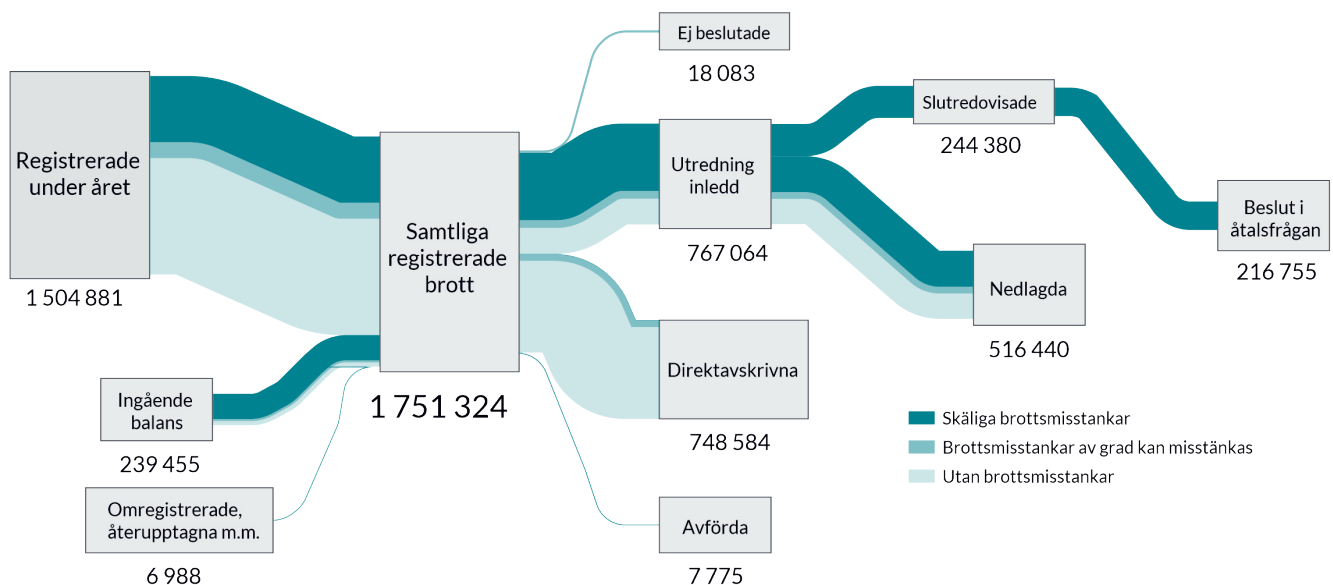 Registrerade
under året
1 504 881
Ingående
balans
239 455
Omregistrerade,
återupptagna m.m.
6 988
Samtliga
registrerade
brott
1 751 324
Ej beslutade
18 083
Utredning
inledd
767 064
Direktavskrivna
748 584
Avförda
7 775
Slutredovisade
244 380
Nedlagda
516 440
Beslut i
åtalsfrågan
216 755
Skäliga brottsmisstankar
Brottsmisstankar av grad kan misstänkas
Utan brottsmisstankar